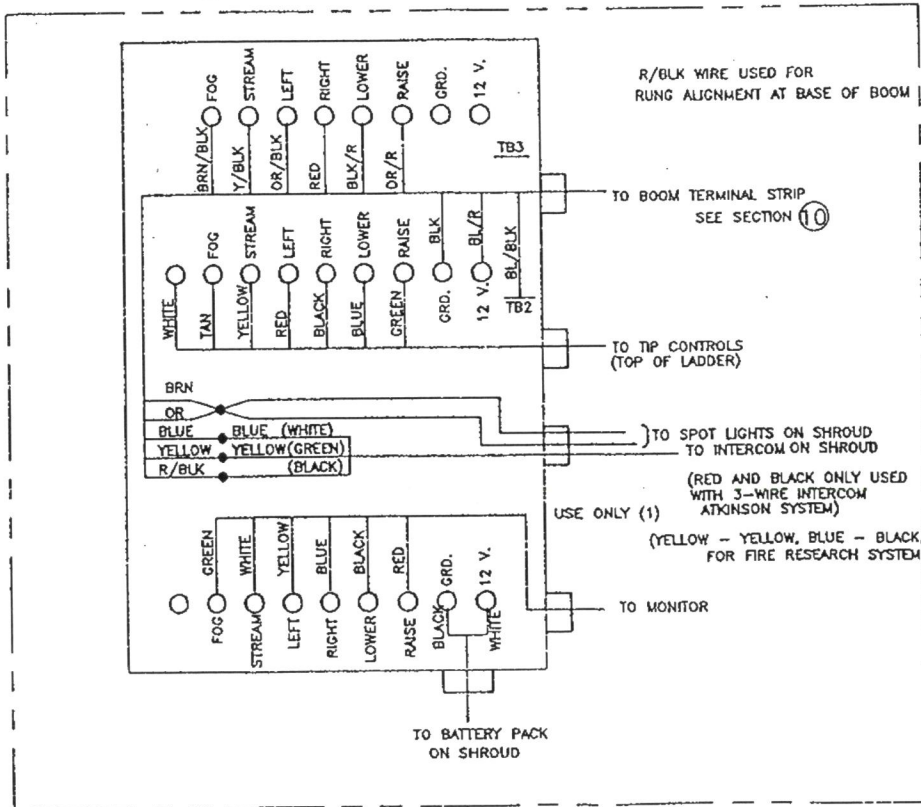 R/BLK WIRE USED FOR
RUNG ALIGNMENT AT BASE OF BOOM
FOG STREAM LEFT RIGHT LOWER RAISE GRD. 12 V.
BRN/BLK Y/BLK OR/BLK RED BLK/R OR/R
TB3
TO BOOM TERMINAL STRIP
SEE SECTION 10
FOG STREAM LEFT RIGHT LOWER RAISE BLK BL/R BL/BLK
WHITE TAN YELLOW RED BLACK BLUE GREEN GRD. 12 V. TB2
TO TIP CONTROLS
(TOP OF LADDER)
BRN
OR
BLUE BLUE (WHITE)
YELLOW YELLOW (GREEN)
R/BLK (BLACK)
TO SPOT LIGHTS ON SHROUD
TO INTERCOM ON SHROUD
(RED AND BLACK ONLY USED
WITH 3-WIRE INTERCOM
ATKINSON SYSTEM)
USE ONLY (1)
(YELLOW - YELLOW, BLUE - BLACK
FOR FIRE RESEARCH SYSTEM
GREEN WHITE YELLOW BLUE BLACK RED GRD. 12 V.
FOG STREAM LEFT RIGHT LOWER RAISE BLACK WHITE
TO MONITOR
TO BATTERY PACK
ON SHROUD